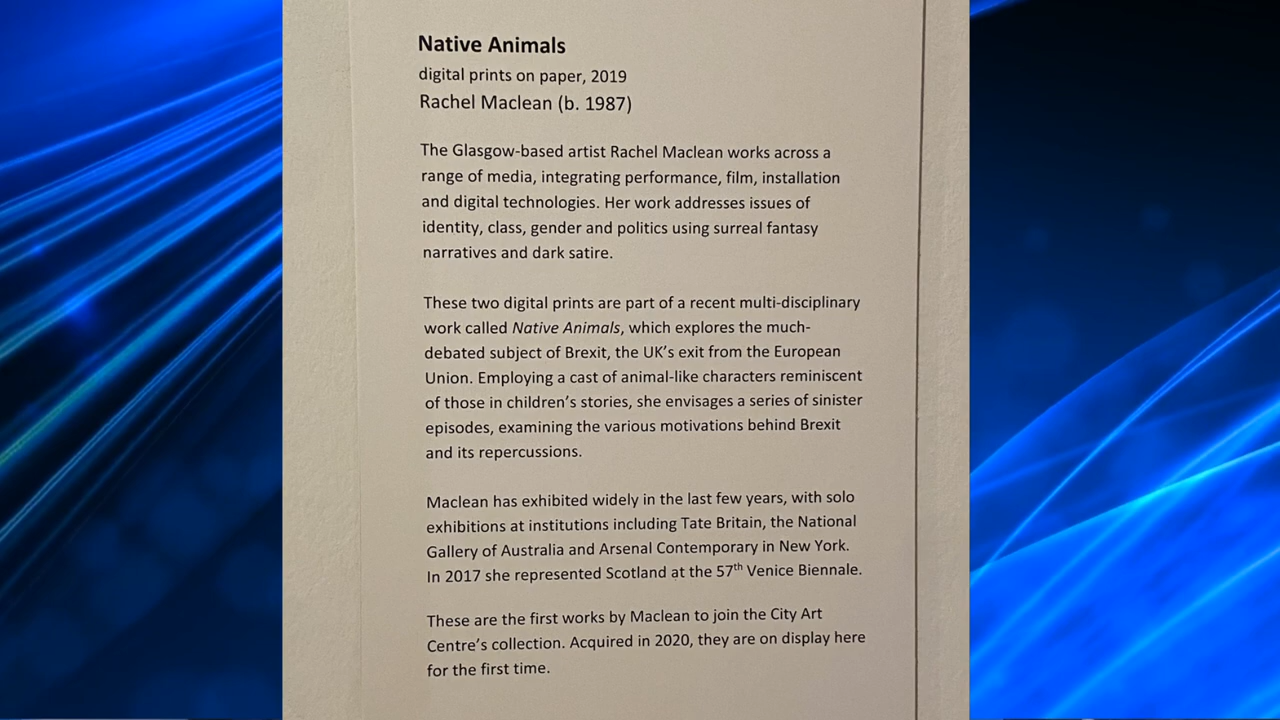 Native Animals
digital prints on paper, 2019
Rachel Maclean (b. 1987)
The Glasgow-based artist Rachel Maclean works across a
range of media, integrating performance, film, installation
and digital technologies. Her work addresses issues of
identity, class, gender and politics using surreal fantasy
narratives and dark satire.
These two digital prints are part of a recent multi-disciplinary
work called Native Animals, which explores the much-
debated subject of Brexit, the UK’s exit from the European
Union. Employing a cast of animal-like characters reminiscent
of those in children’s stories, she envisages a series of sinister
episodes, examining the various motivations behind Brexit
and its repercussions.
Maclean has exhibited widely in the last few years, with solo
exhibitions at institutions including Tate Britain, the National
Gallery of Australia and Arsenal Contemporary in New York.
In 2017 she represented Scotland at the 57th Venice Biennale.
These are the first works by Maclean to join the City Art
Centre’s collection. Acquired in 2020, they are on display here
for the first time.